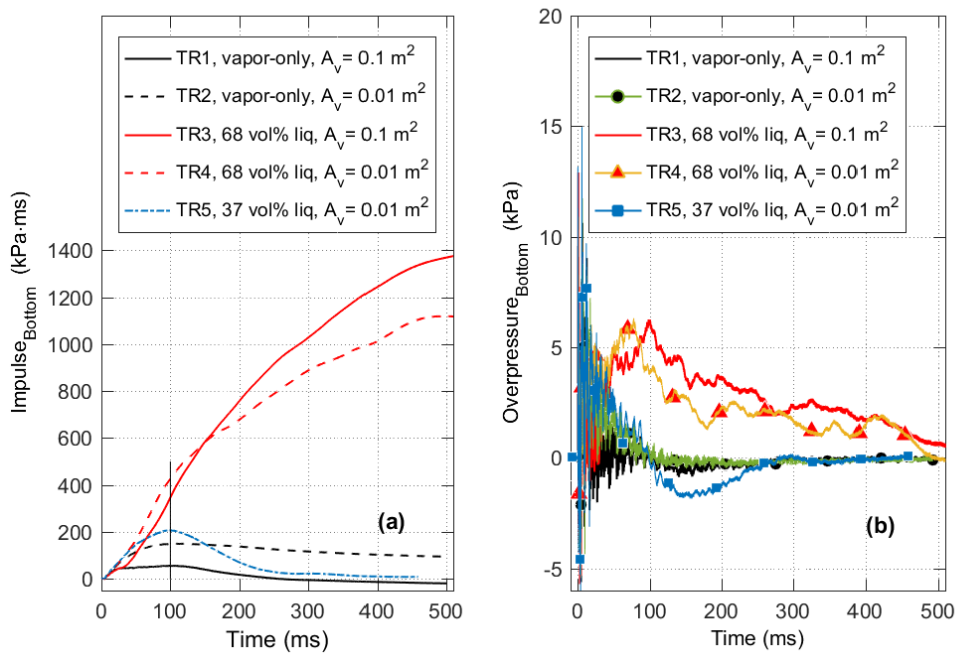 TR1, vapor-only, A_v = 0.1 m²
TR2, vapor-only, A_v = 0.01 m²
TR3, 68 vol% liq, A_v = 0.1 m²
TR4, 68 vol% liq, A_v = 0.01 m²
TR5, 37 vol% liq, A_v = 0.01 m²
1400
1200
1000
800
600
400
200
0
Impulse_Bottom (kPa·ms)
(a)
0 100 200 300 400 500
Time (ms)
TR1, vapor-only, A_v = 0.1 m²
TR2, vapor-only, A_v = 0.01 m²
TR3, 68 vol% liq, A_v = 0.1 m²
TR4, 68 vol% liq, A_v = 0.01 m²
TR5, 37 vol% liq, A_v = 0.01 m²
20
15
10
5
0
-5
Overpressure_Bottom (kPa)
(b)
0 100 200 300 400 500
Time (ms)